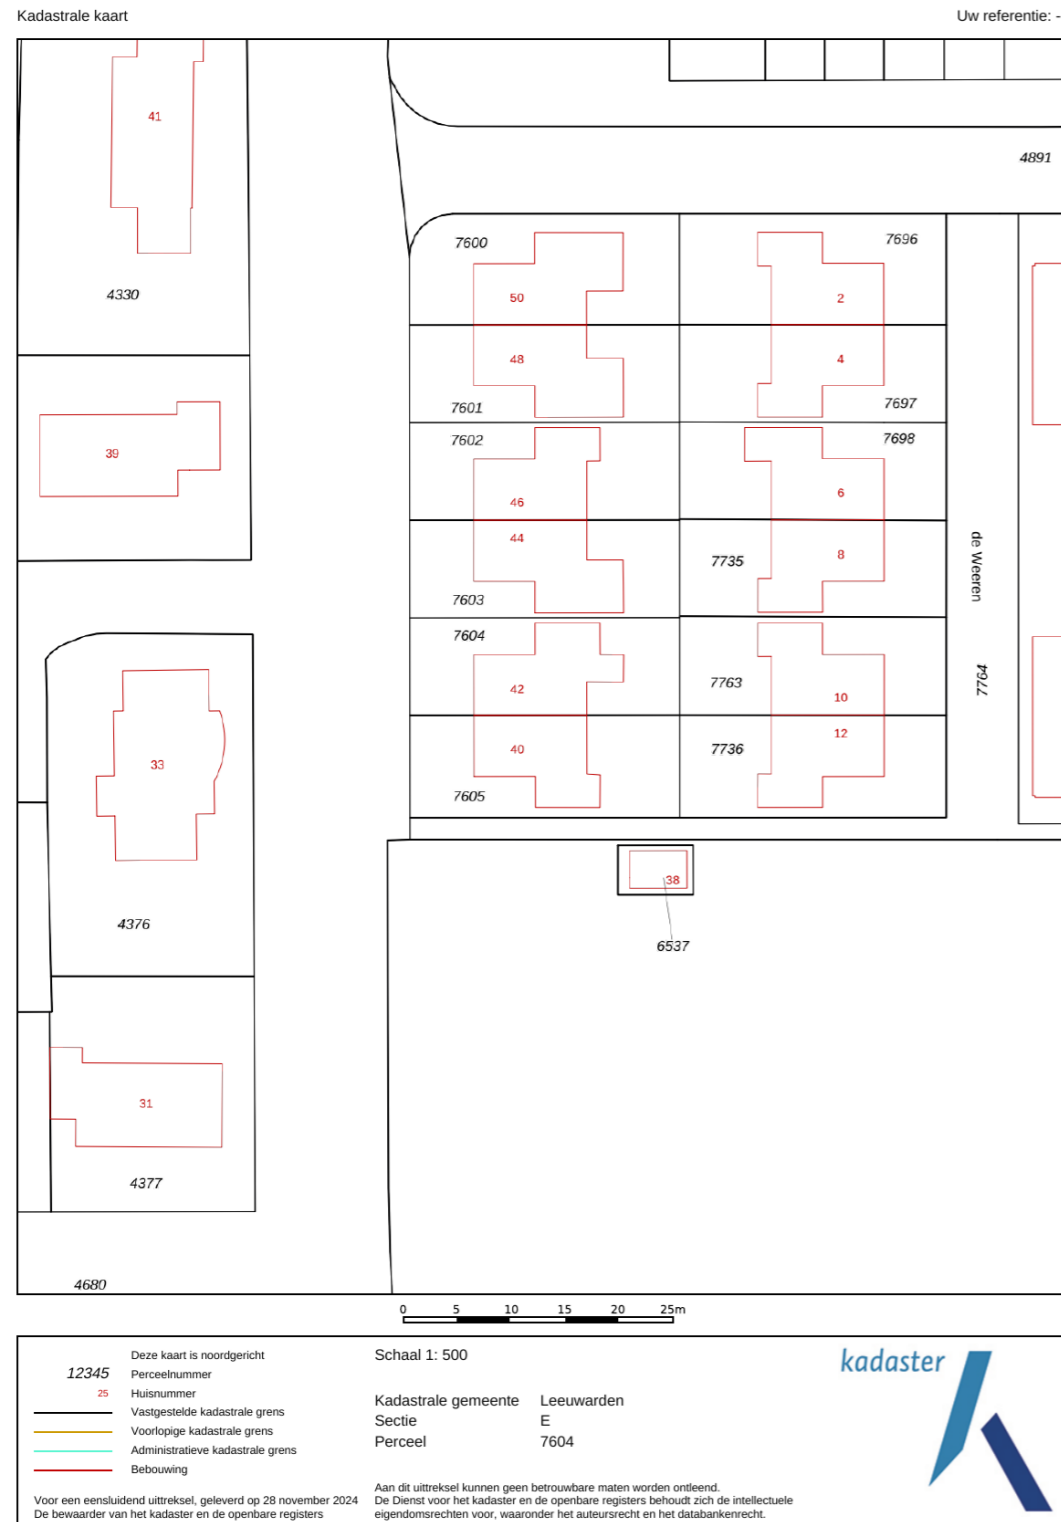 Kadastrale kaart
Uw referentie: -
41
4891
7600
7696
4330
50
2
48
4
7601
7697
7602
7698
39
46
6
44
8
de Weeren
7735
7603
7604
7763
7764
42
10
40
12
7736
33
7605
38
4376
6537
31
4377
4680
0 5 10 15 20 25m
Deze kaart is noordgericht
12345 Perceelnummer
25 Huisnummer
Vastgestelde kadastrale grens
Voorlopige kadastrale grens
Administratieve kadastrale grens
Bebouwing
Voor een eensluidend uittreksel, geleverd op 28 november 2024
De bewaarder van het kadaster en de openbare registers
Schaal 1: 500
Kadastrale gemeente Leeuwarden
Sectie E
Perceel 7604
Aan dit uittreksel kunnen geen betrouwbare maten worden ontleend.
De Dienst voor het kadaster en de openbare registers behoudt zich de intellectuele
eigendomsrechten voor, waaronder het auteursrecht en het databankenrecht.
kadaster